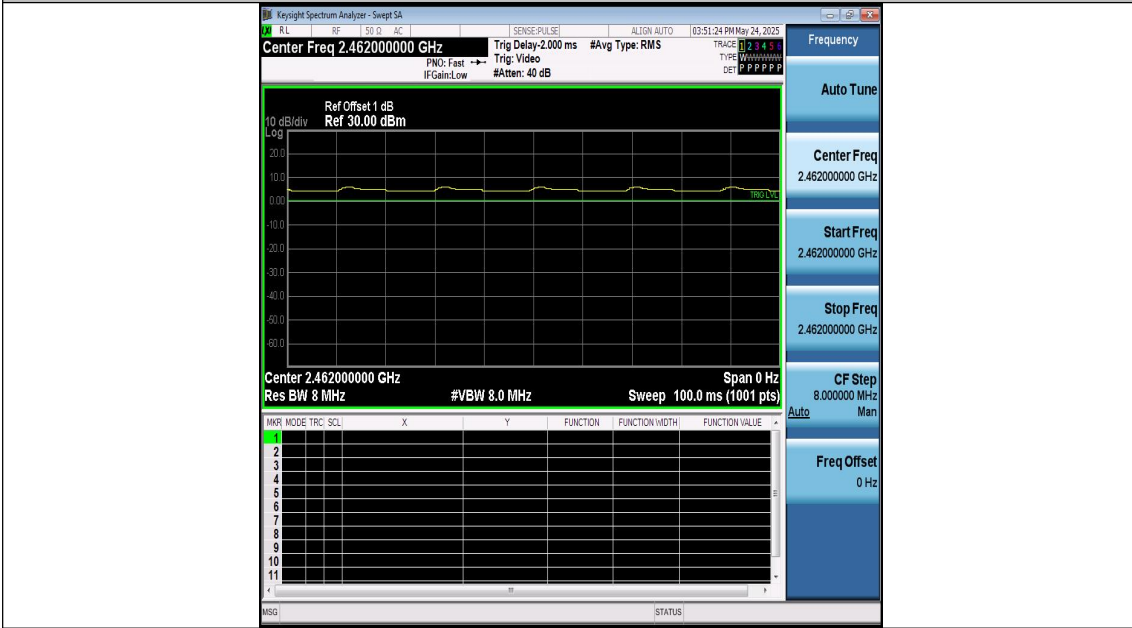 Keysight Spectrum Analyzer - Swept SA
RL RF 50 Ω AC SENSE:PULSE ALIGN AUTO 03:51:24 PM May 24, 2025
Center Freq 2.462000000 GHz
PNO: Fast
IFGain:Low
Trig Delay-2.000 ms
Trig: Video
#Atten: 40 dB
#Avg Type: RMS
TRACE 1 2 3 4 5 6
TYPE WWWWWW
DET P P P P P P
Ref Offset 1 dB
10 dB/div Ref 30.00 dBm
Log
20.0
10.0
0.00
TRIG LVL
-10.0
-20.0
-30.0
-40.0
-50.0
-60.0
Center 2.462000000 GHz Span 0 Hz
Res BW 8 MHz #VBW 8.0 MHz Sweep 100.0 ms (1001 pts)
MKR MODE TRC SCL X Y FUNCTION FUNCTION WIDTH FUNCTION VALUE
1
2
3
4
5
6
7
8
9
10
11
MSG STATUS
Frequency
Auto Tune
Center Freq
2.462000000 GHz
Start Freq
2.462000000 GHz
Stop Freq
2.462000000 GHz
CF Step
8.000000 MHz
Auto Man
Freq Offset
0 Hz